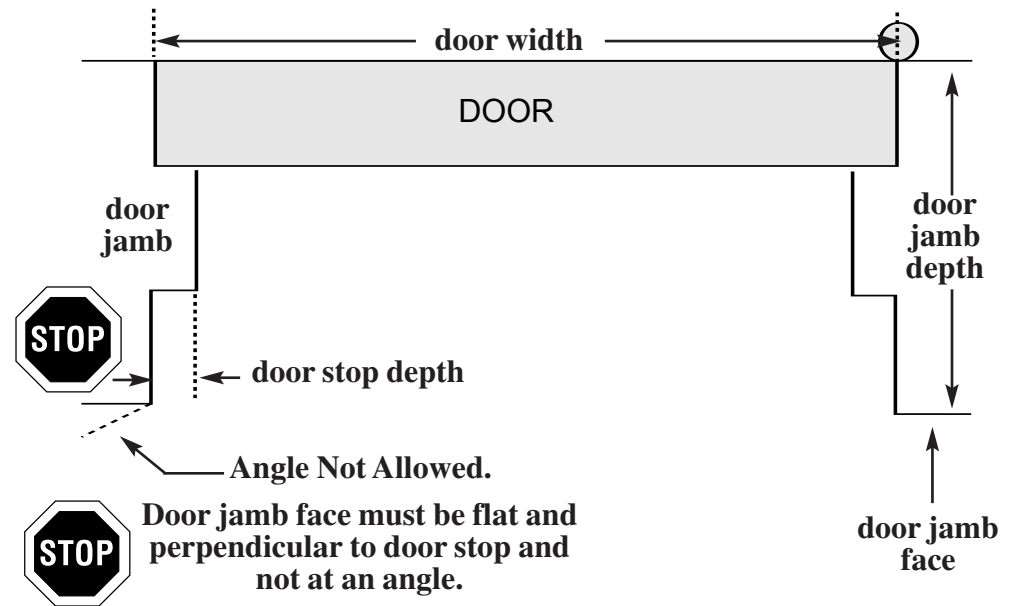 door width
DOOR
door
jamb
door
jamb
depth
STOP
door stop depth
Angle Not Allowed.
STOP
Door jamb face must be flat and
perpendicular to door stop and
not at an angle.
door jamb
face